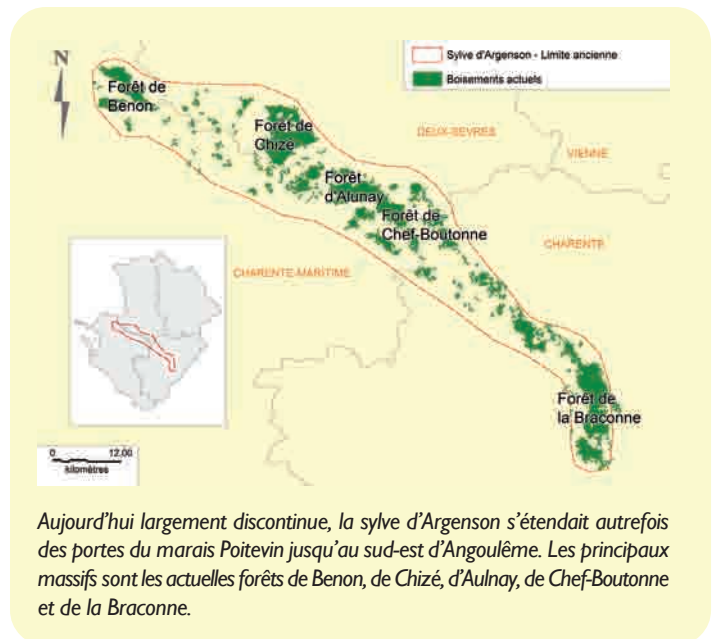 N
Sylve d'Argenson - Limite ancienne
Boisements actuels
Forêt de
Benon
Forêt de
Chizé
DEUX-SEVRES
VIENNE
Forêt
d'Alunay
Forêt de
Chef-Boutonne
CHARENTE
CHARENTE-MARITIME
Forêt de
la Braconne
0 12,00
kilomètres
Aujourd'hui largement discontinue, la sylve d'Argenson s'étendait autrefois
des portes du marais Poitevin jusqu'au sud-est d'Angoulême. Les principaux
massifs sont les actuelles forêts de Benon, de Chizé, d'Aulnay, de Chef-Boutonne
et de la Braconne.